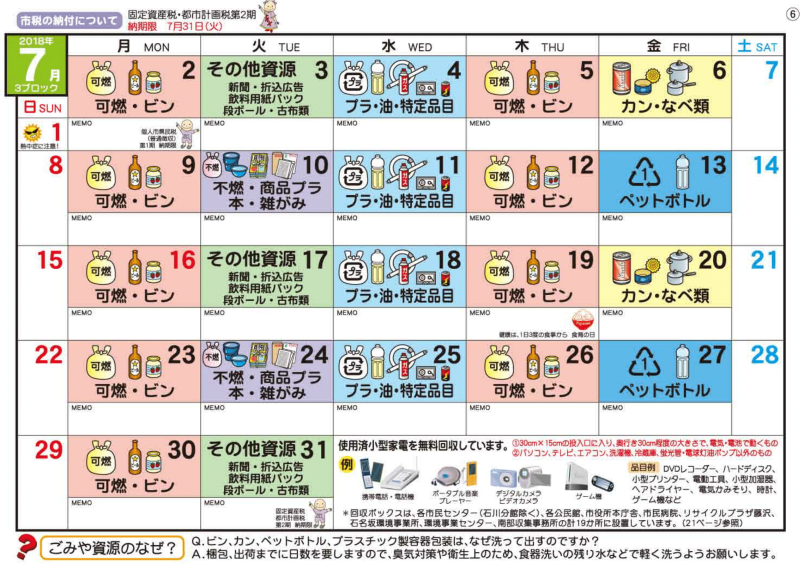 市税の納付について
固定資産税・都市計画税第2期
納期限 7月31日(火)
⑥
2018年
7月
3ブロック
月 MON
火 TUE
水 WED
木 THU
金 FRI
土 SAT
日 SUN
可燃
2
可燃・ビン
その他資源 3
新聞・折込広告
飲料用紙パック
段ボール・古布類
プラ
4
プラ・油・特定品目
可燃
5
可燃・ビン
6
カン・なべ類
7
1
熱中症に注意!
MEMO
MEMO
個人市県民税
(普通徴収)
第1期 納期限
MEMO
MEMO
MEMO
8
可燃
9
可燃・ビン
不燃
10
不燃・商品プラ
本・雑がみ
プラ
11
プラ・油・特定品目
可燃
12
可燃・ビン
1
13
ペットボトル
14
MEMO
MEMO
MEMO
MEMO
MEMO
15
可燃
16
可燃・ビン
その他資源 17
新聞・折込広告
飲料用紙パック
段ボール・古布類
プラ
18
プラ・油・特定品目
可燃
19
可燃・ビン
20
カン・なべ類
21
MEMO
MEMO
MEMO
MEMO
健康は、1日3度の食事から 食育の日
MEMO
22
可燃
23
可燃・ビン
不燃
24
不燃・商品プラ
本・雑がみ
プラ
25
プラ・油・特定品目
可燃
26
可燃・ビン
1
27
ペットボトル
28
MEMO
MEMO
MEMO
MEMO
MEMO
29
可燃
30
可燃・ビン
その他資源 31
新聞・折込広告
飲料用紙パック
段ボール・古布類
MEMO
MEMO
固定資産税
都市計画税
第2期 納期限
使用済小型家電を無料回収しています。
①30cm×15cmの投入口に入り、奥行き30cm程度の大きさで、電気・電池で動くもの
②パソコン、テレビ、エアコン、洗濯機、冷蔵庫、蛍光管・電球灯油ポンプ以外のもの
例
携帯電話・電話機
ポータブル音楽
プレーヤー
デジタルカメラ
ビデオカメラ
ゲーム機
品目例 DVDレコーダー、ハードディスク、
小型プリンター、電動工具、小型加湿器、
ヘアドライヤー、電気かみそり、時計、
ゲーム機など
*回収ボックスは、各市民センター(石川分館除く)、各公民館、市役所本庁舎、市民病院、リサイクルプラザ藤沢、
石名坂環境事業所、環境事業センター、南部収集事務所の計19カ所に設置しています。(21ページ参照)
ごみや資源のなぜ?
Q.ビン、カン、ペットボトル、プラスチック製容器包装は、なぜ洗って出すのですか?
A.梱包、出荷までに日数を要しますので、臭気対策や衛生上のため、食器洗いの残り水などで軽く洗うようお願いします。